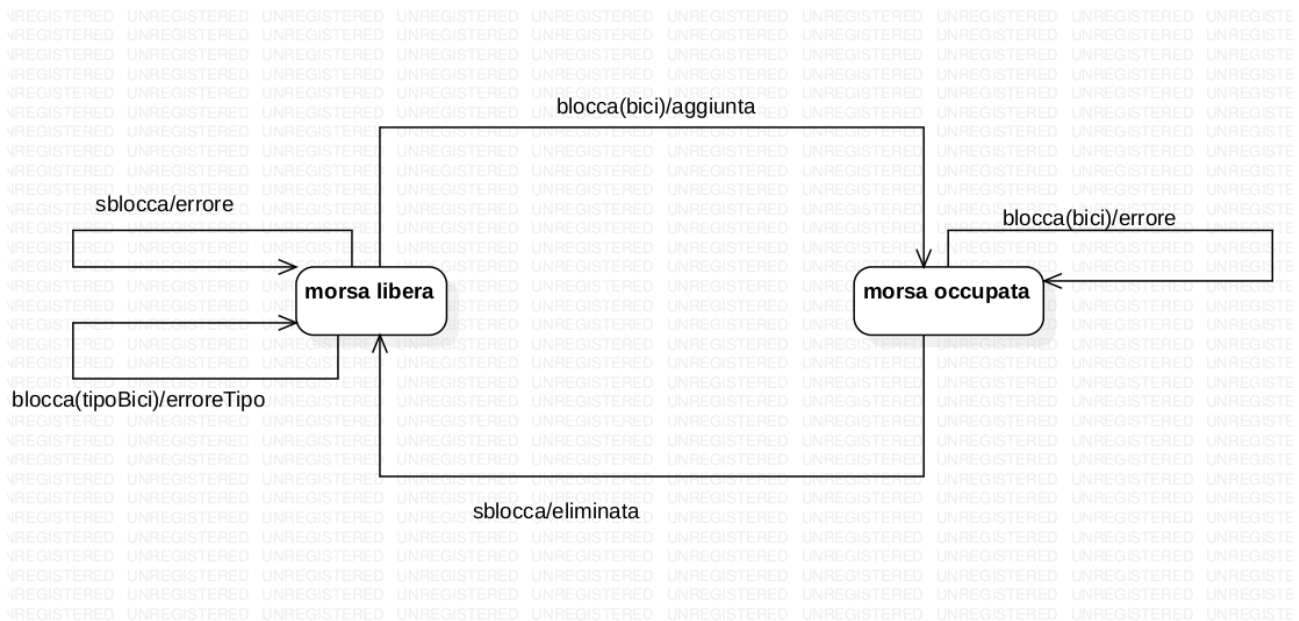 blocca(bici)/aggiunta
sblocca/errore
blocca(bici)/errore
morsa libera
morsa occupata
blocca(tipoBici)/erroreTipo
sblocca/eliminata